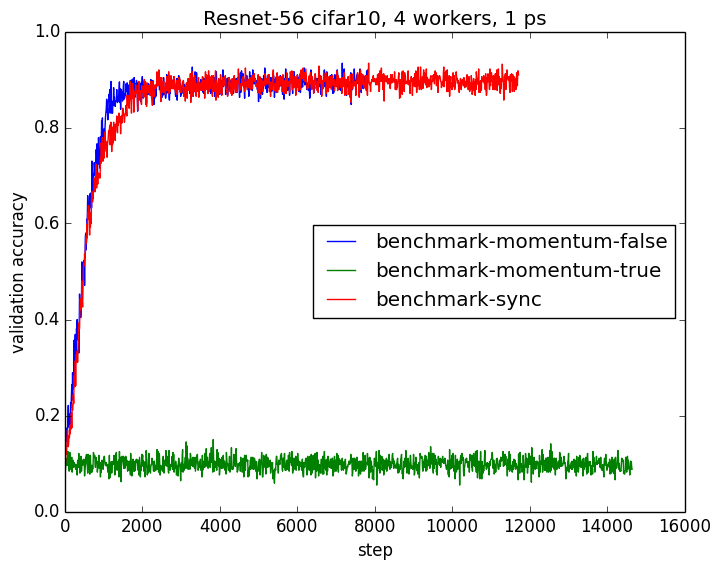 Resnet-56 cifar10, 4 workers, 1 ps
1.0
0.8
0.6
0.4
0.2
0.0
validation accuracy
benchmark-momentum-false
benchmark-momentum-true
benchmark-sync
0 2000 4000 6000 8000 10000 12000 14000 16000
step